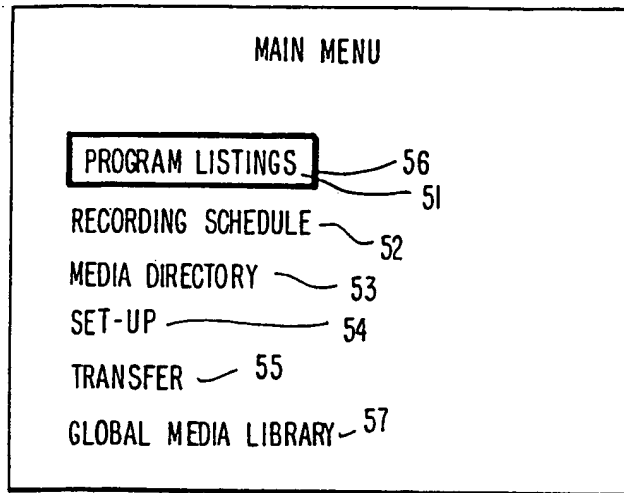 MAIN MENU
PROGRAM LISTINGS 56
51
RECORDING SCHEDULE 52
MEDIA DIRECTORY 53
SET-UP 54
TRANSFER 55
GLOBAL MEDIA LIBRARY 57